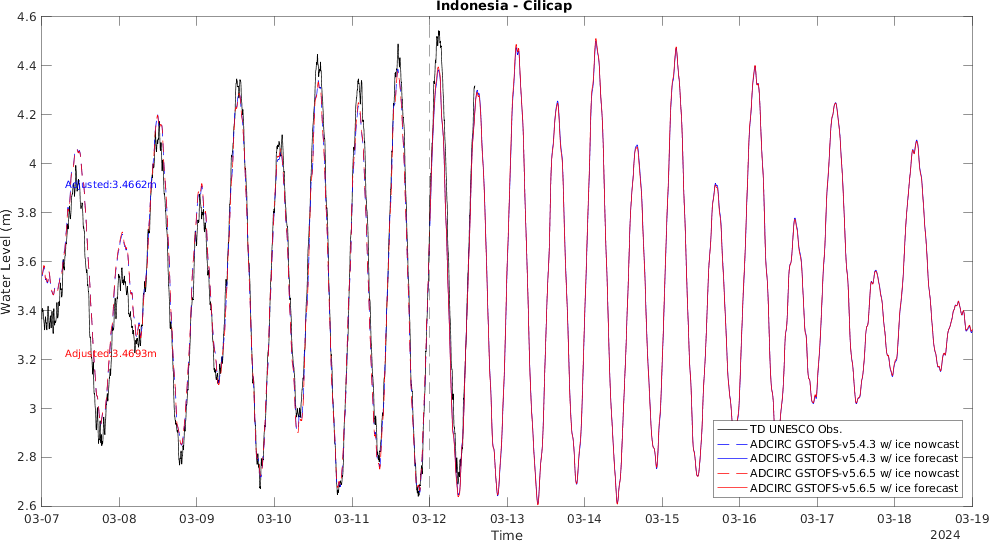 Indonesia - Cilicap
4.6
4.4
4.2
4
3.8
3.6
3.4
3.2
3
2.8
2.6
Water Level (m)
Adjusted:3.4662m
Adjusted:3.4693m
TD UNESCO Obs.
ADCIRC GSTOFS-v5.4.3 w/ ice nowcast
ADCIRC GSTOFS-v5.4.3 w/ ice forecast
ADCIRC GSTOFS-v5.6.5 w/ ice nowcast
ADCIRC GSTOFS-v5.6.5 w/ ice forecast
03-07 03-08 03-09 03-10 03-11 03-12 03-13 03-14 03-15 03-16 03-17 03-18 03-19
Time
2024